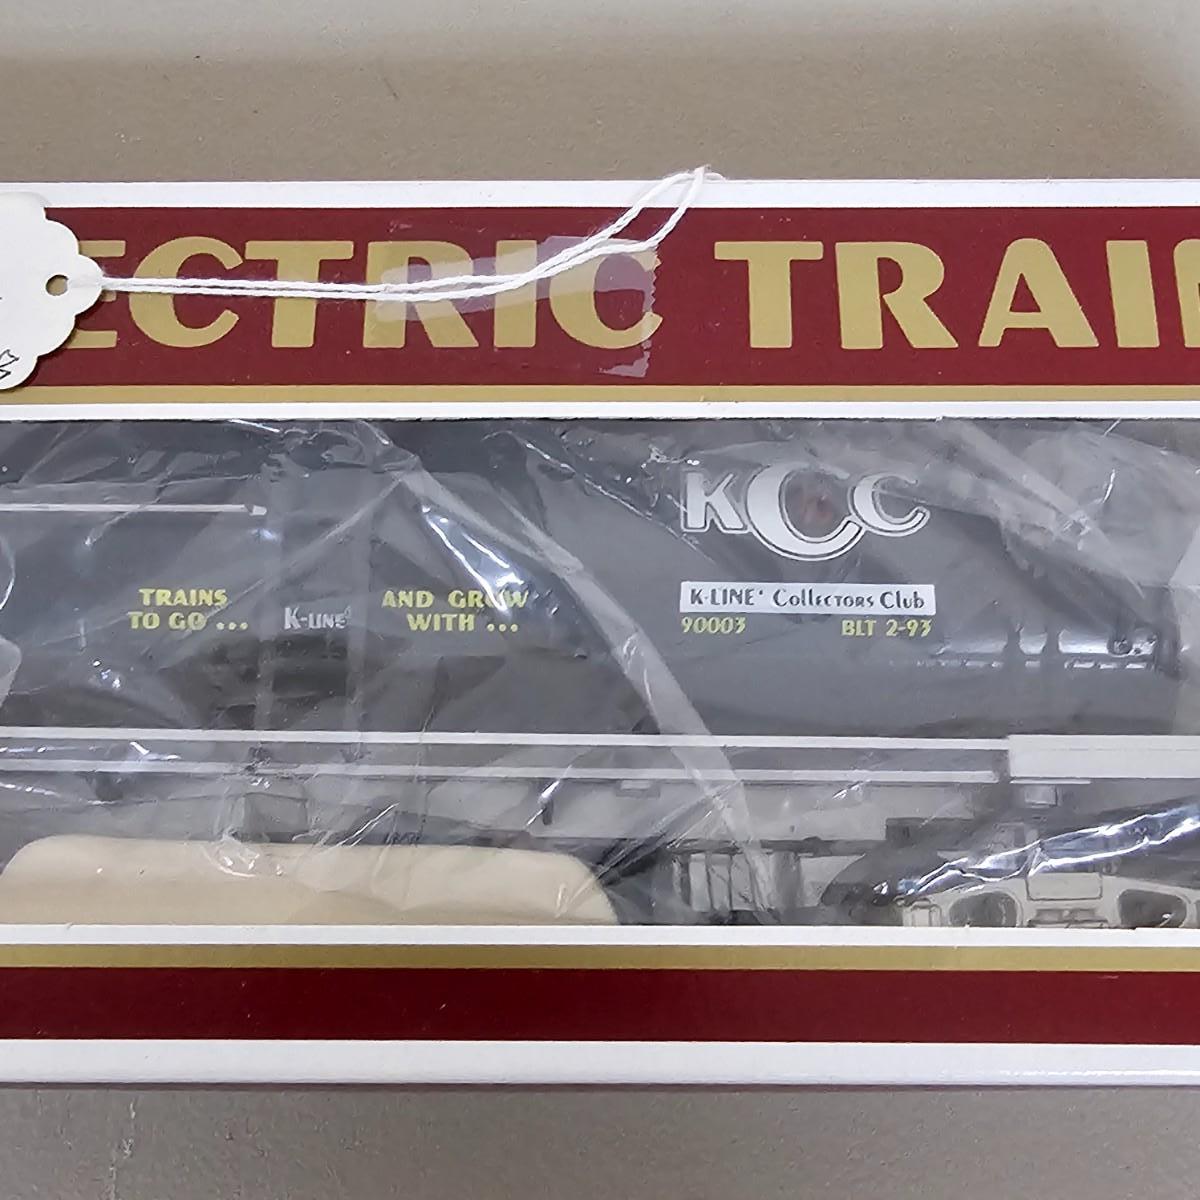 ECTRIC TRAI
KCC
TRAINS
TO GO ...
K-LINE
AND GROW
WITH ...
K-LINE Collectors Club
90003 BLT 2-93